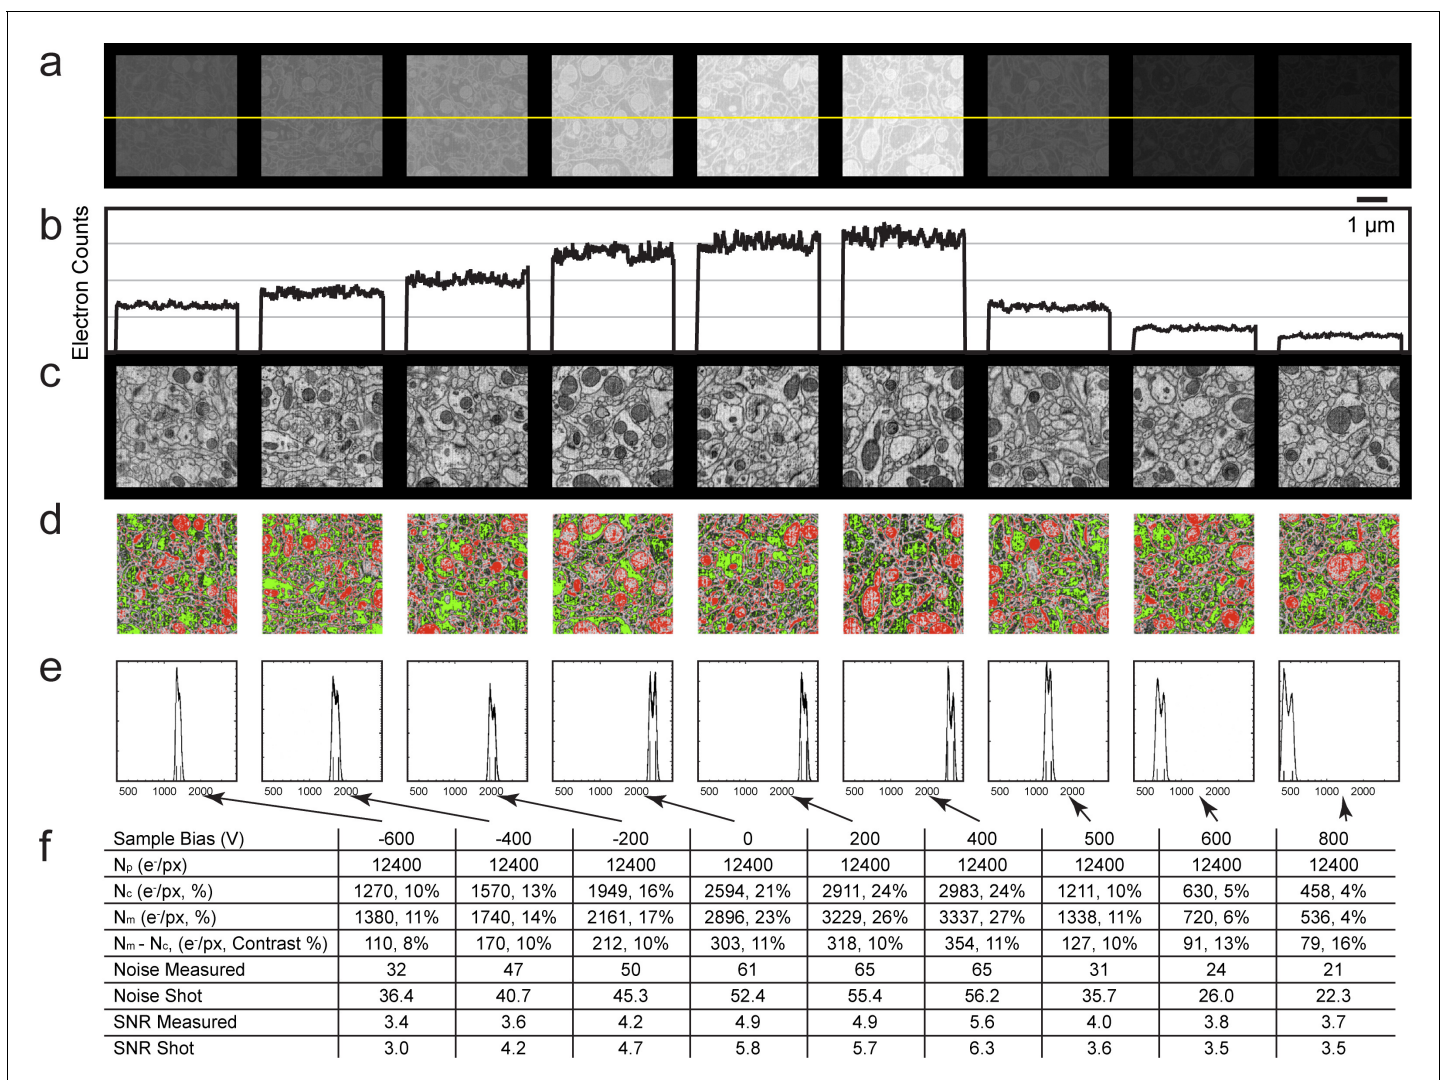 a
b
Electron Counts
1 µm
c
d
e
500 1000 2000 500 1000 2000 500 1000 2000 500 1000 2000 500 1000 2000 500 1000 2000 500 1000 2000 500 1000 2000 500 1000 2000
f
Sample Bias (V) -600 -400 -200 0 200 400 500 600 800
Np (e-/px) 12400 12400 12400 12400 12400 12400 12400 12400 12400
Nc (e-/px, %) 1270, 10% 1570, 13% 1949, 16% 2594, 21% 2911, 24% 2983, 24% 1211, 10% 630, 5% 458, 4%
Nm (e-/px, %) 1380, 11% 1740, 14% 2161, 17% 2896, 23% 3229, 26% 3337, 27% 1338, 11% 720, 6% 536, 4%
Nm - Nc, (e-/px, Contrast %) 110, 8% 170, 10% 212, 10% 303, 11% 318, 10% 354, 11% 127, 10% 91, 13% 79, 16%
Noise Measured 32 47 50 61 65 65 31 24 21
Noise Shot 36.4 40.7 45.3 52.4 55.4 56.2 35.7 26.0 22.3
SNR Measured 3.4 3.6 4.2 4.9 4.9 5.6 4.0 3.8 3.7
SNR Shot 3.0 4.2 4.7 5.8 5.7 6.3 3.6 3.5 3.5